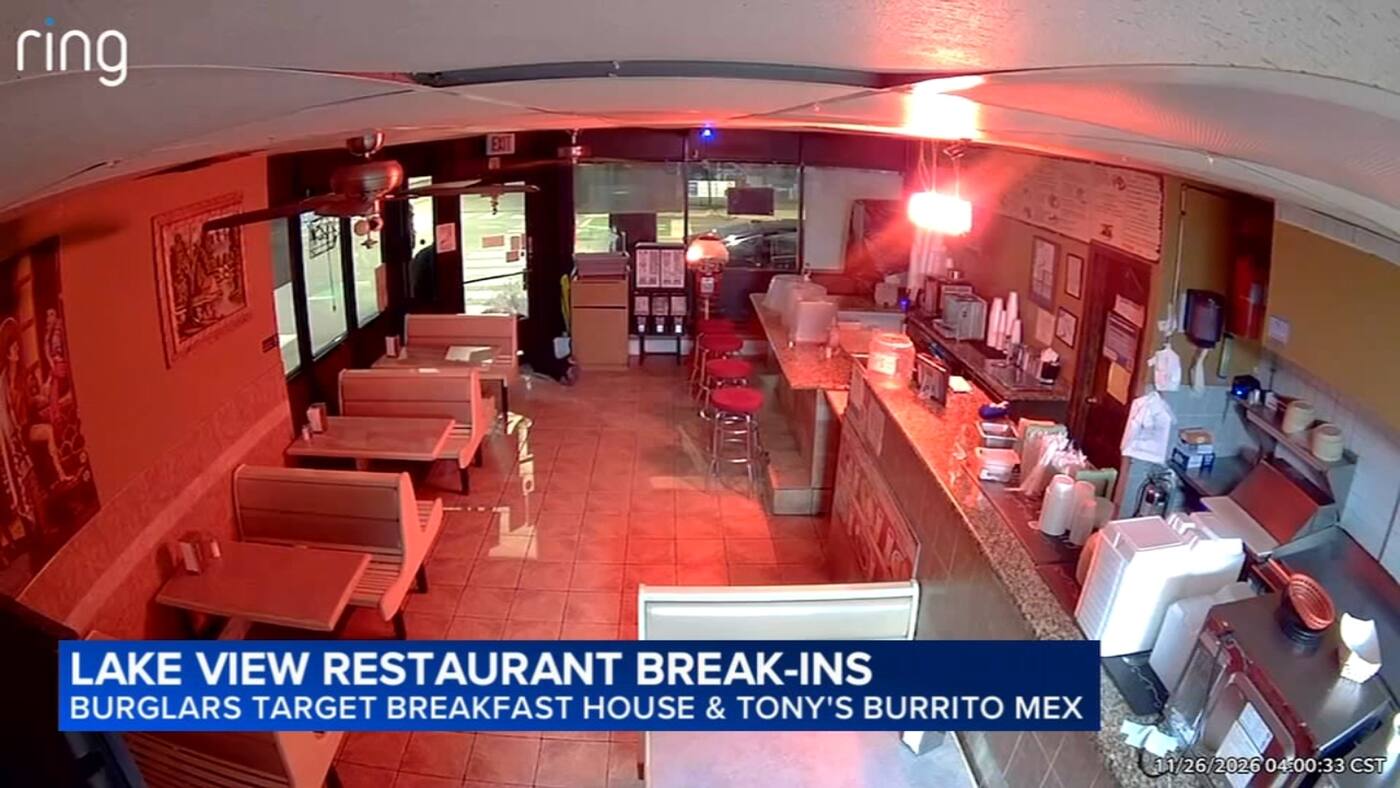 ring
EXIT
LAKE VIEW RESTAURANT BREAK-INS
BURGLARS TARGET BREAKFAST HOUSE & TONY'S BURRITO MEX
11/26/2026 04:00:33 CST